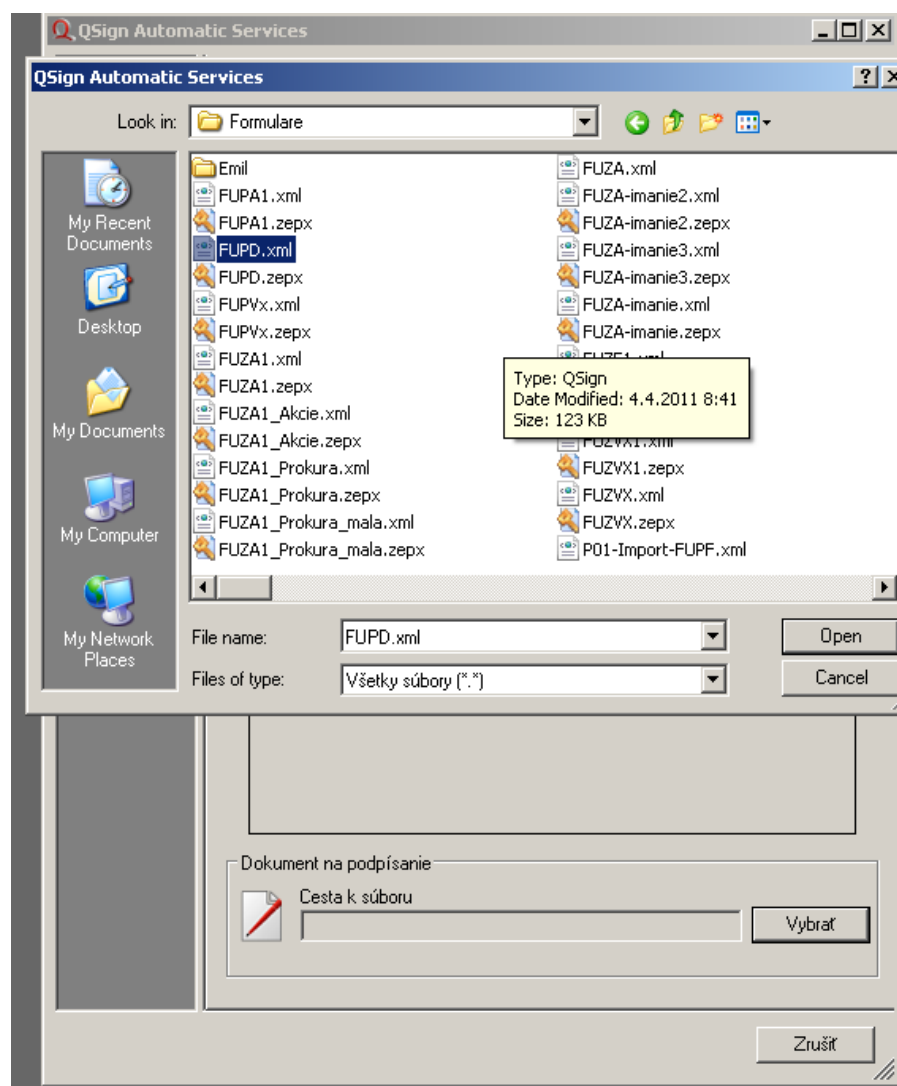 QSign Automatic Services
QSign Automatic Services
Look in:
Formulare
My Recent
Documents
Desktop
My Documents
My Computer
My Network
Places
Emil
FUPA1.xml
FUPA1.zepx
FUPD.xml
FUPD.zepx
FUPVx.xml
FUPVx.zepx
FUZA1.xml
FUZA1.zepx
FUZA1_Akcie.xml
FUZA1_Akcie.zepx
FUZA1_Prokura.xml
FUZA1_Prokura.zepx
FUZA1_Prokura_mala.xml
FUZA1_Prokura_mala.zepx
FUZA.xml
FUZA-imanie2.xml
FUZA-imanie2.zepx
FUZA-imanie3.xml
FUZA-imanie3.zepx
FUZA-imanie.xml
FUZA-imanie.zepx
Type: QSign
Date Modified: 4.4.2011 8:41
Size: 123 KB
FUZVX1.xml
FUZVX1.zepx
FUZVX.xml
FUZVX.zepx
P01-Import-FUPF.xml
File name:
FUPD.xml
Open
Files of type:
Všetky súbory (*.*)
Cancel
Dokument na podpísanie
Cesta k súboru
Vybrať
Zrušiť